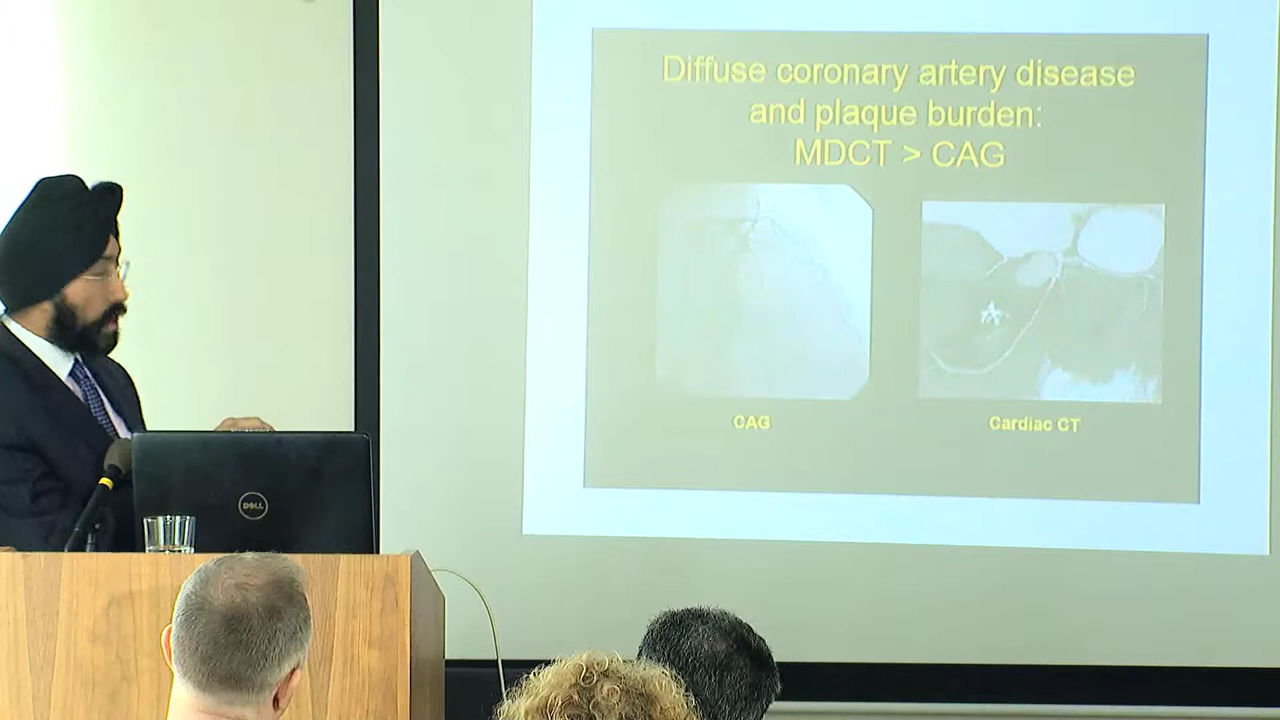 Diffuse coronary artery disease
and plaque burden:
MDCT > CAG
CAG
Cardiac CT
DELL